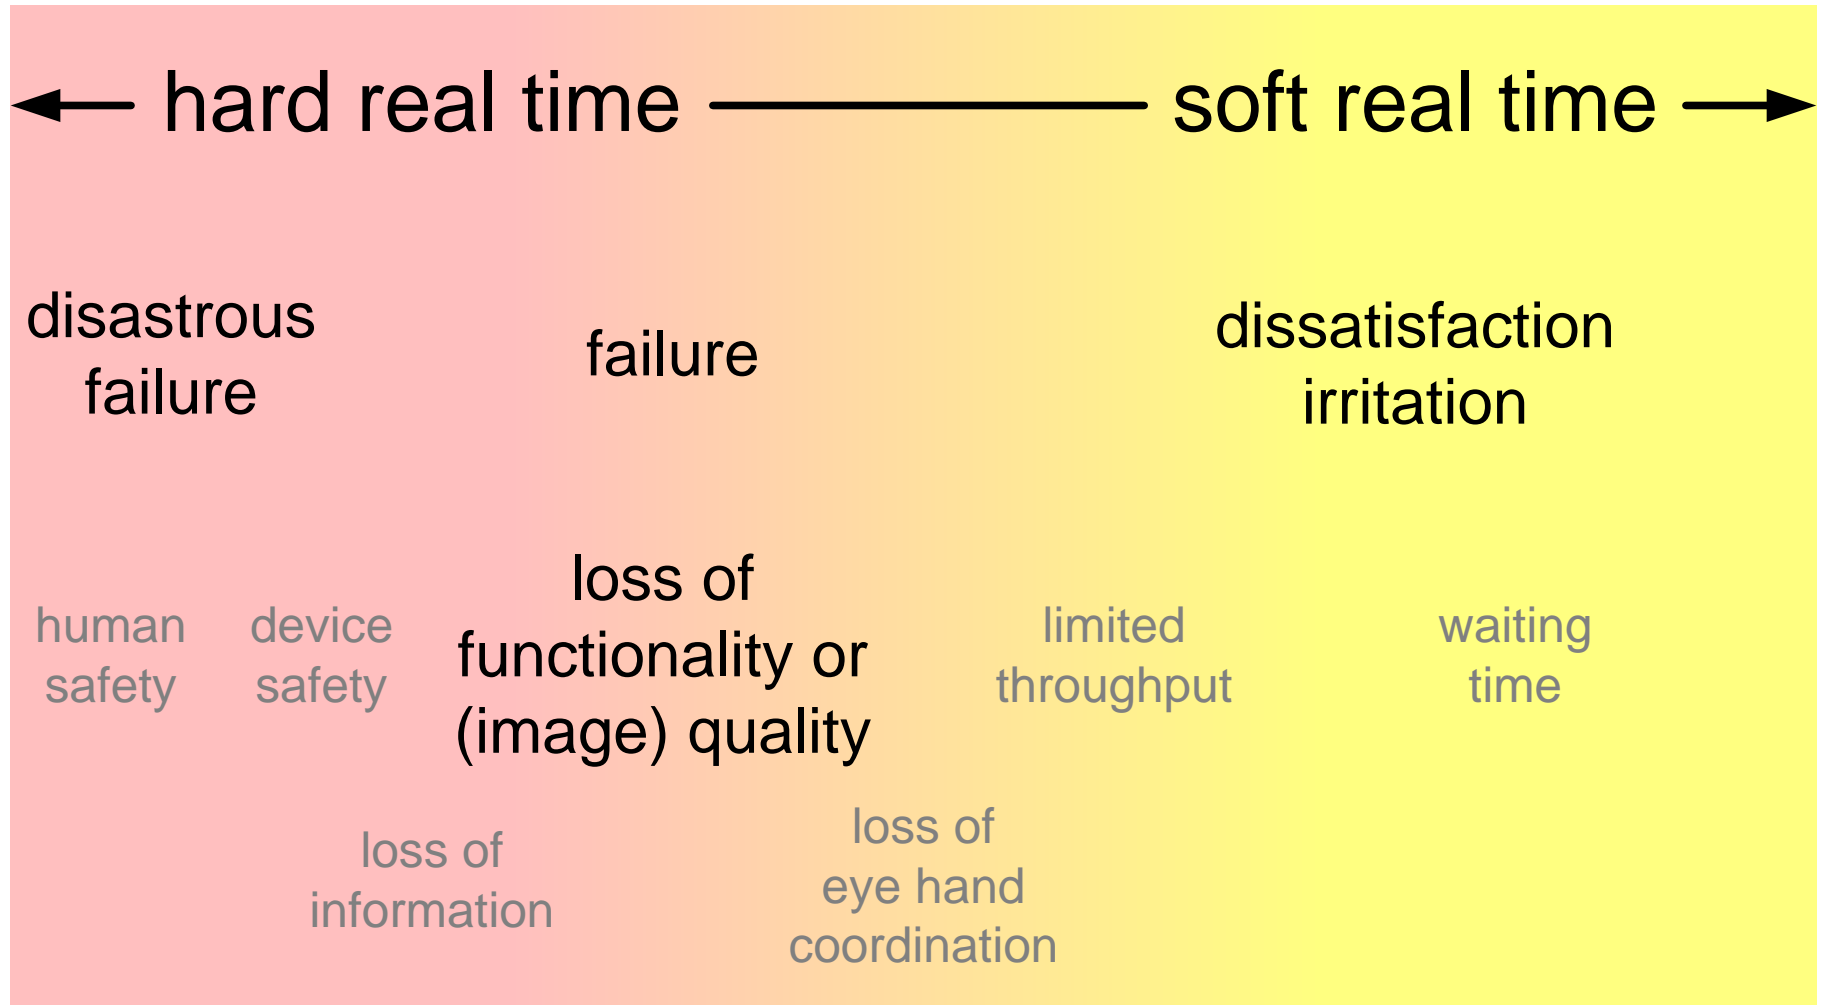 hard real time
soft real time
disastrous
failure
failure
dissatisfaction
irritation
human
safety
device
safety
loss of
functionality or
(image) quality
limited
throughput
waiting
time
loss of
information
loss of
eye hand
coordination